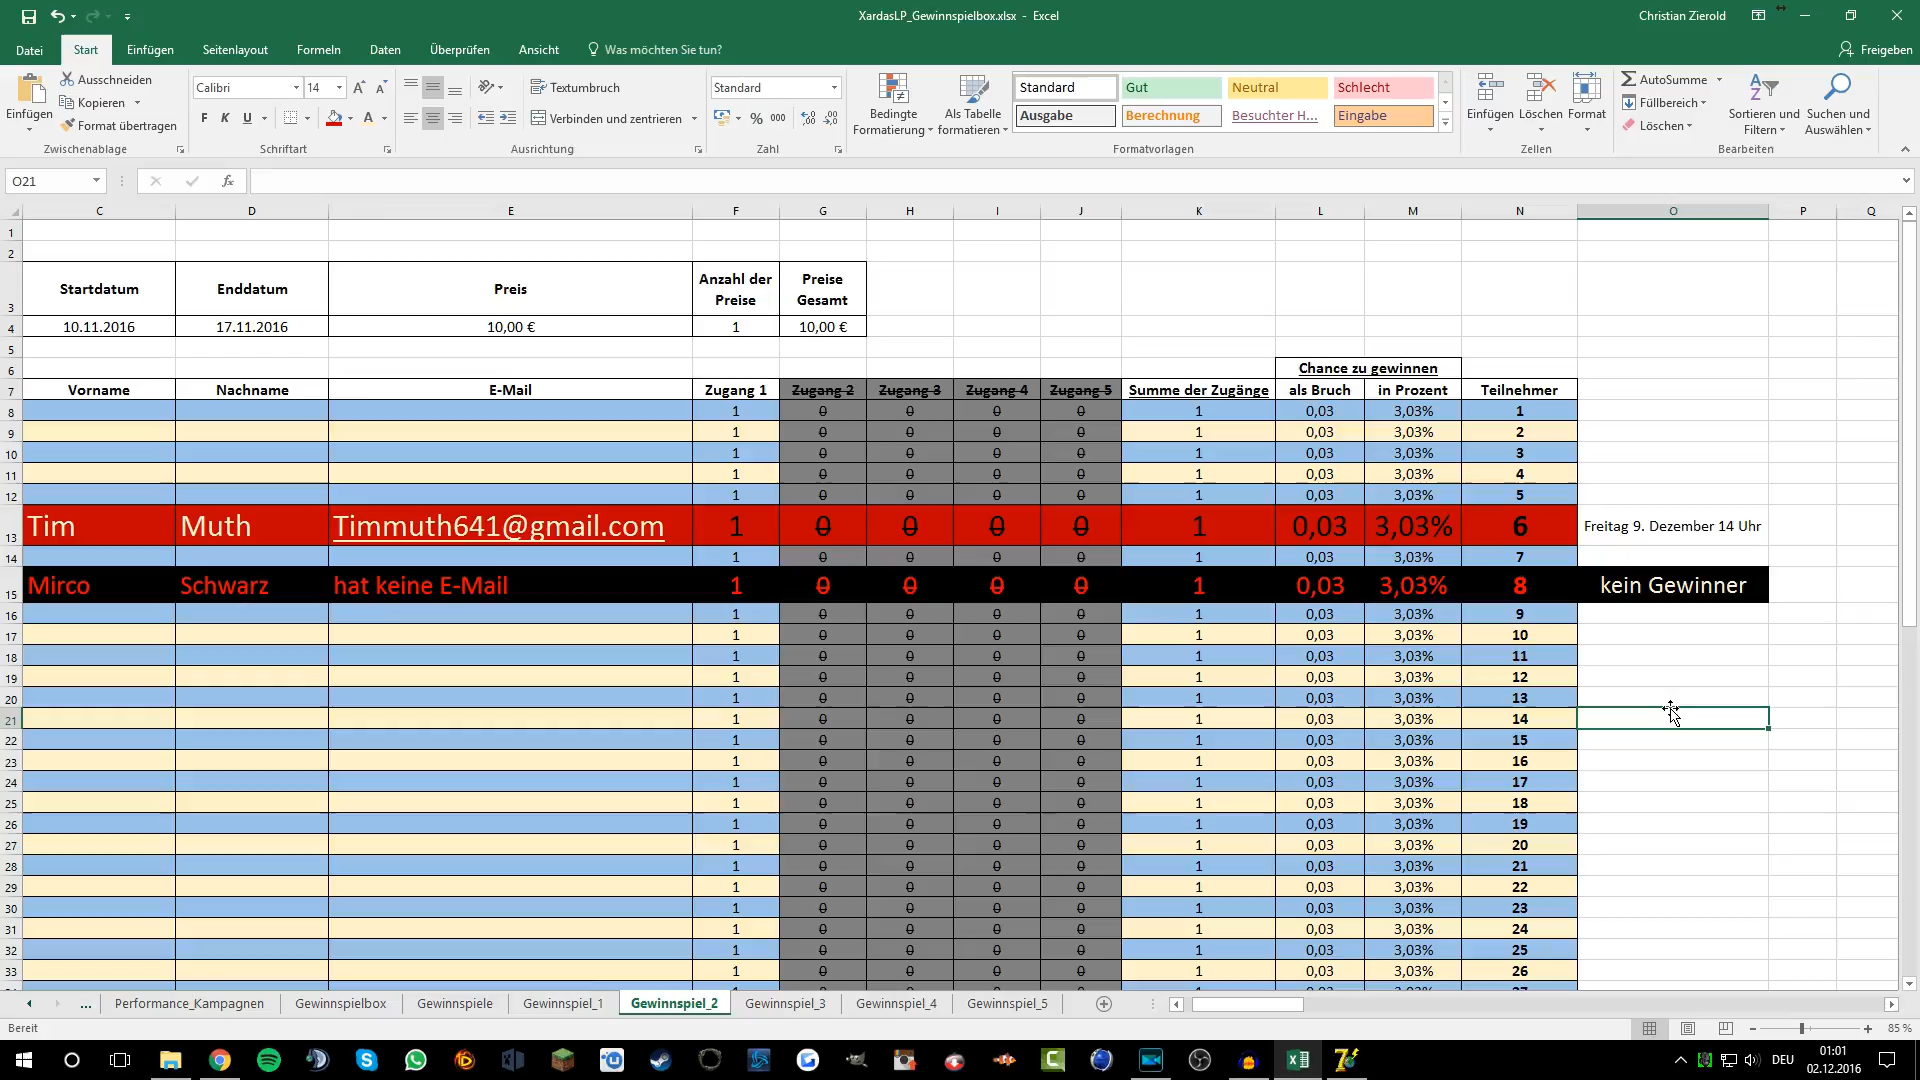 XardasLP_Gewinnspielbox.xlsx - Excel
Christian Zierold
Datei Start Einfügen Seitenlayout Formeln Daten Überprüfen Ansicht Was möchten Sie tun? Freigeben
Einfügen
Ausschneiden
Kopieren
Format übertragen
Zwischenablage
Calibri 14
F K U
Schriftart
Textumbruch
Verbinden und zentrieren
Ausrichtung
Standard
% 000
Zahl
Bedingte Formatierung
Als Tabelle formatieren
Standard Gut Neutral Schlecht
Ausgabe Berechnung Besuchter H... Eingabe
Formatvorlagen
Einfügen Löschen Format
Zellen
AutoSumme
Füllbereich
Löschen
Sortieren und Filtern
Suchen und Auswählen
Bearbeiten
O21 fx
C D E F G H I J K L M N O P Q
1
2
3 Startdatum Enddatum Preis Anzahl der Preise Preise Gesamt
4 10.11.2016 17.11.2016 10,00 € 1 10,00 €
5
6 Chance zu gewinnen
7 Vorname Nachname E-Mail Zugang 1 Zugang 2 Zugang 3 Zugang 4 Zugang 5 Summe der Zugänge als Bruch in Prozent Teilnehmer
8 1 0 0 0 0 1 0,03 3,03% 1
9 1 0 0 0 0 1 0,03 3,03% 2
10 1 0 0 0 0 1 0,03 3,03% 3
11 1 0 0 0 0 1 0,03 3,03% 4
12 1 0 0 0 0 1 0,03 3,03% 5
13 Tim Muth Timmuth641@gmail.com 1 0 0 0 0 1 0,03 3,03% 6 Freitag 9. Dezember 14 Uhr
14 1 0 0 0 0 1 0,03 3,03% 7
15 Mirco Schwarz hat keine E-Mail 1 0 0 0 0 1 0,03 3,03% 8 kein Gewinner
16 1 0 0 0 0 1 0,03 3,03% 9
17 1 0 0 0 0 1 0,03 3,03% 10
18 1 0 0 0 0 1 0,03 3,03% 11
19 1 0 0 0 0 1 0,03 3,03% 12
20 1 0 0 0 0 1 0,03 3,03% 13
21 1 0 0 0 0 1 0,03 3,03% 14
22 1 0 0 0 0 1 0,03 3,03% 15
23 1 0 0 0 0 1 0,03 3,03% 16
24 1 0 0 0 0 1 0,03 3,03% 17
25 1 0 0 0 0 1 0,03 3,03% 18
26 1 0 0 0 0 1 0,03 3,03% 19
27 1 0 0 0 0 1 0,03 3,03% 20
28 1 0 0 0 0 1 0,03 3,03% 21
29 1 0 0 0 0 1 0,03 3,03% 22
30 1 0 0 0 0 1 0,03 3,03% 23
31 1 0 0 0 0 1 0,03 3,03% 24
32 1 0 0 0 0 1 0,03 3,03% 25
33 1 0 0 0 0 1 0,03 3,03% 26
... Performance_Kampagnen Gewinnspielbox Gewinnspiele Gewinnspiel_1 Gewinnspiel_2 Gewinnspiel_3 Gewinnspiel_4 Gewinnspiel_5
Bereit 85 %
DEU 01:01
02.12.2016